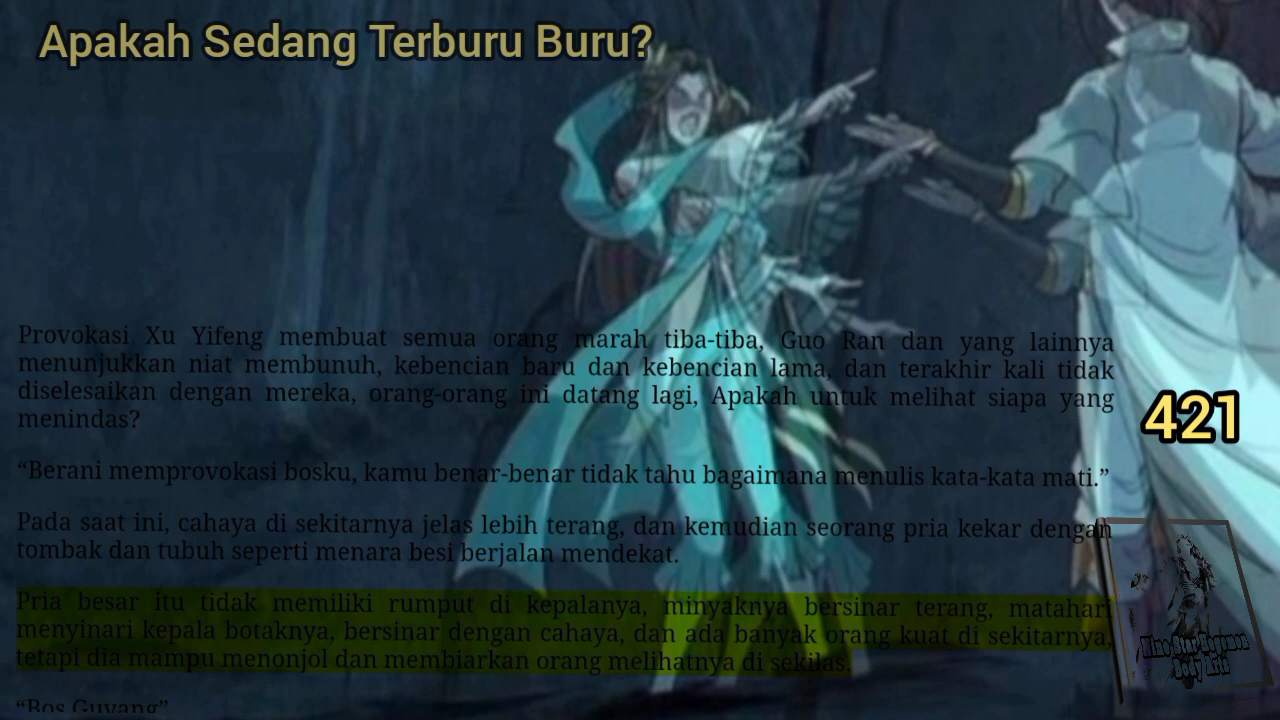 Apakah Sedang Terburu Buru?
Provokasi Xu Yifeng membuat semua orang marah tiba-tiba, Guo Ran dan yang lainnya
menunjukkan niat membunuh, kebencian baru dan kebencian lama, dan terakhir kali tidak
diselesaikan dengan mereka, orang-orang ini datang lagi, Apakah untuk melihat siapa yang
menindas?
421
“Berani memprovokasi bosku, kamu benar-benar tidak tahu bagaimana menulis kata-kata mati.”
Pada saat ini, cahaya di sekitarnya jelas lebih terang, dan kemudian seorang pria kekar dengan
tombak dan tubuh seperti menara besi berjalan mendekat.
Pria besar itu tidak memiliki rumput di kepalanya, minyaknya bersinar terang, matahari
menyinari kepala botaknya, bersinar dengan cahaya, dan ada banyak orang kuat di sekitarnya,
tetapi dia mampu menonjol dan membiarkan orang melihatnya di sekilas.
“Bos Guyang”
Body Arts